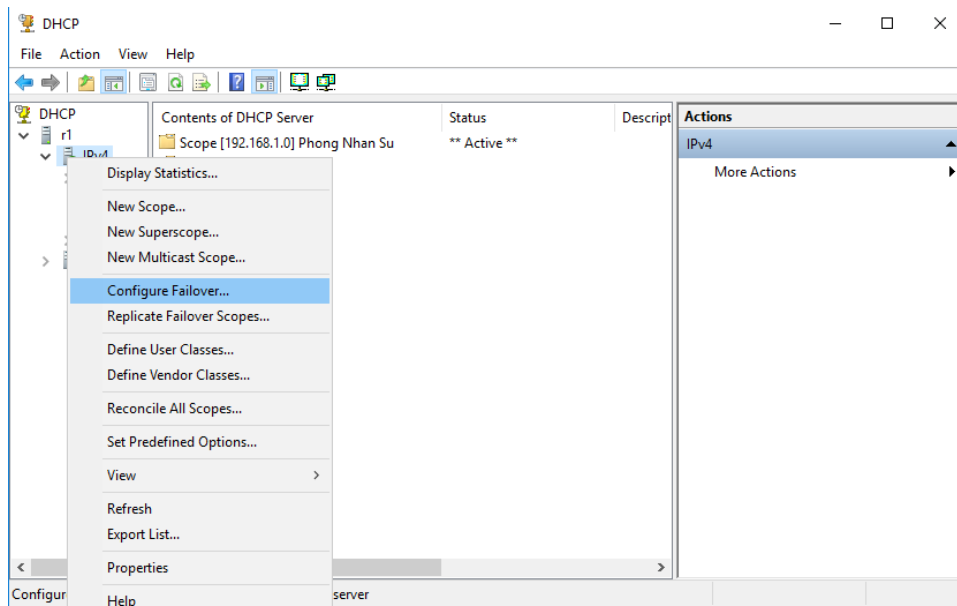 DHCP
File Action View Help
DHCP
r1
IPv4
Contents of DHCP Server Status Descript
Scope [192.168.1.0] Phong Nhan Su ** Active **
Display Statistics...
New Scope...
New Superscope...
New Multicast Scope...
Configure Failover...
Replicate Failover Scopes...
Define User Classes...
Define Vendor Classes...
Reconcile All Scopes...
Set Predefined Options...
View
Refresh
Export List...
Properties
Help
Actions
IPv4
More Actions
Configur
server